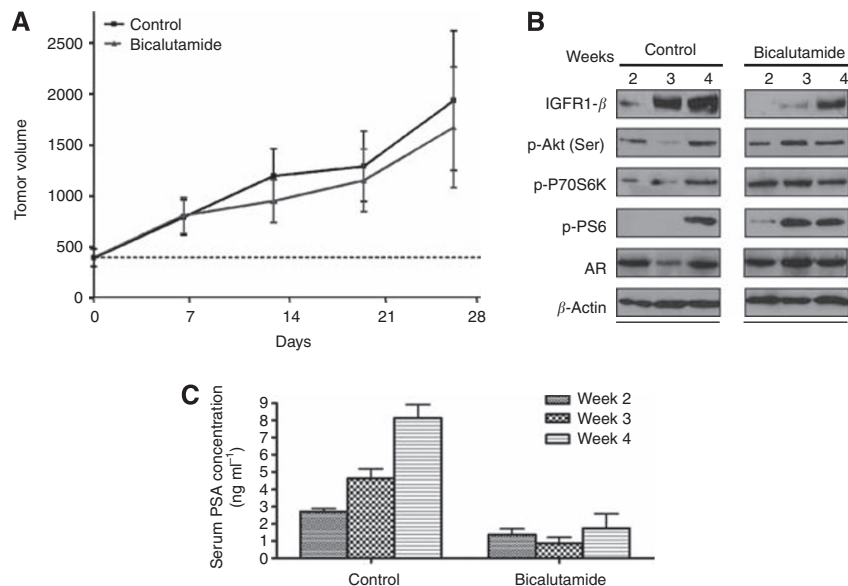 A
Control
Bicalutamide
Tomor volume
2500
2000
1500
1000
500
0
0 7 14 21 28
Days
B
Weeks Control Bicalutamide
2 3 4 2 3 4
IGFR1-β
p-Akt (Ser)
p-P70S6K
p-PS6
AR
β-Actin
C
Serum PSA concentration
(ng ml⁻¹)
9
8
7
6
5
4
3
2
1
0
Week 2
Week 3
Week 4
Control Bicalutamide